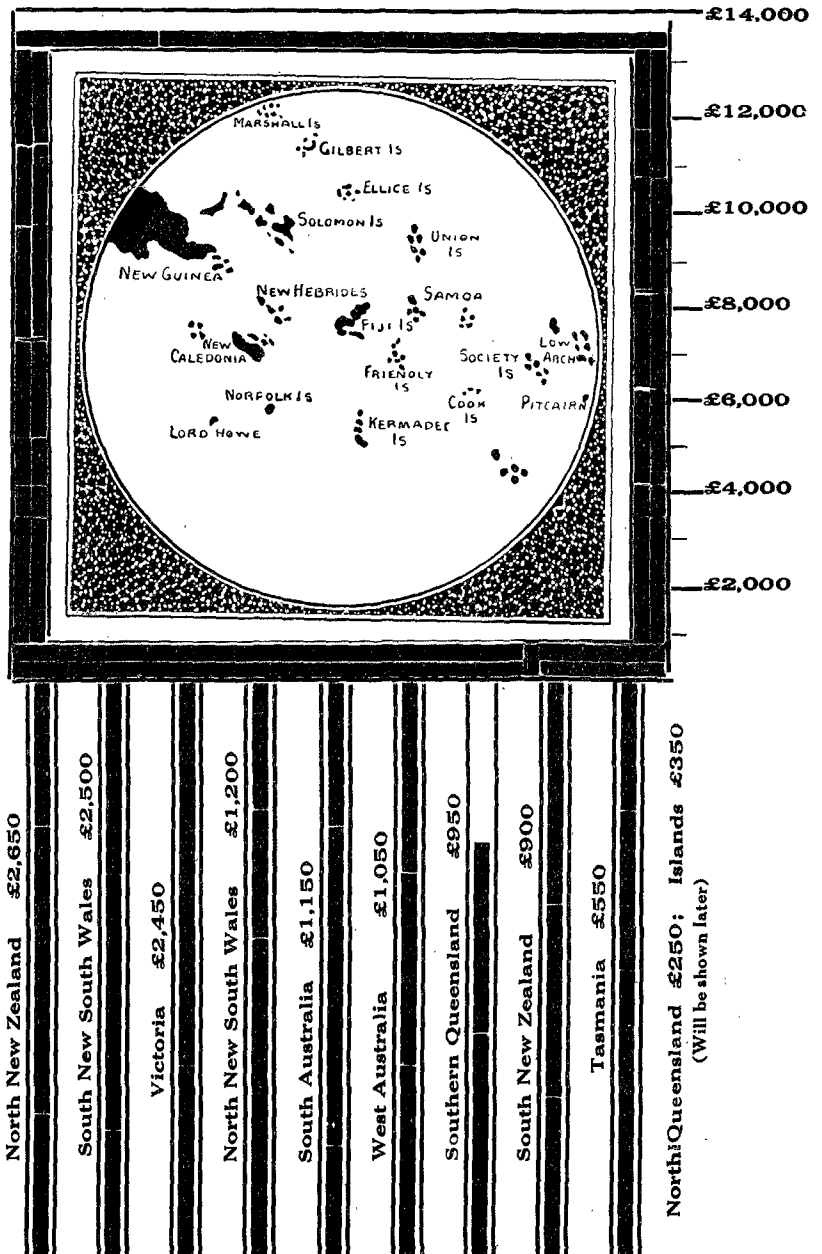 £14,000
£12,000
£10,000
£8,000
£6,000
£4,000
£2,000
MARSHALL IS
GILBERT IS
ELLICE IS
SOLOMON IS
UNION
IS
NEW GUINEA
NEW HEBRIDES
SAMOA
FIJI IS
NEW
CALEDONIA
FRIENDLY
IS
SOCIETY
IS
LOW
ARCH
NORFOLK IS
COOK
IS
PITCAIRN
LORD HOWE
KERMADEC
IS
North New Zealand £2,650
South New South Wales £2,500
Victoria £2,450
North New South Wales £1,200
South Australia £1,150
West Australia £1,050
Southern Queensland £950
South New Zealand £900
Tasmania £550
North Queensland £250; Islands £350
(Will be shown later)